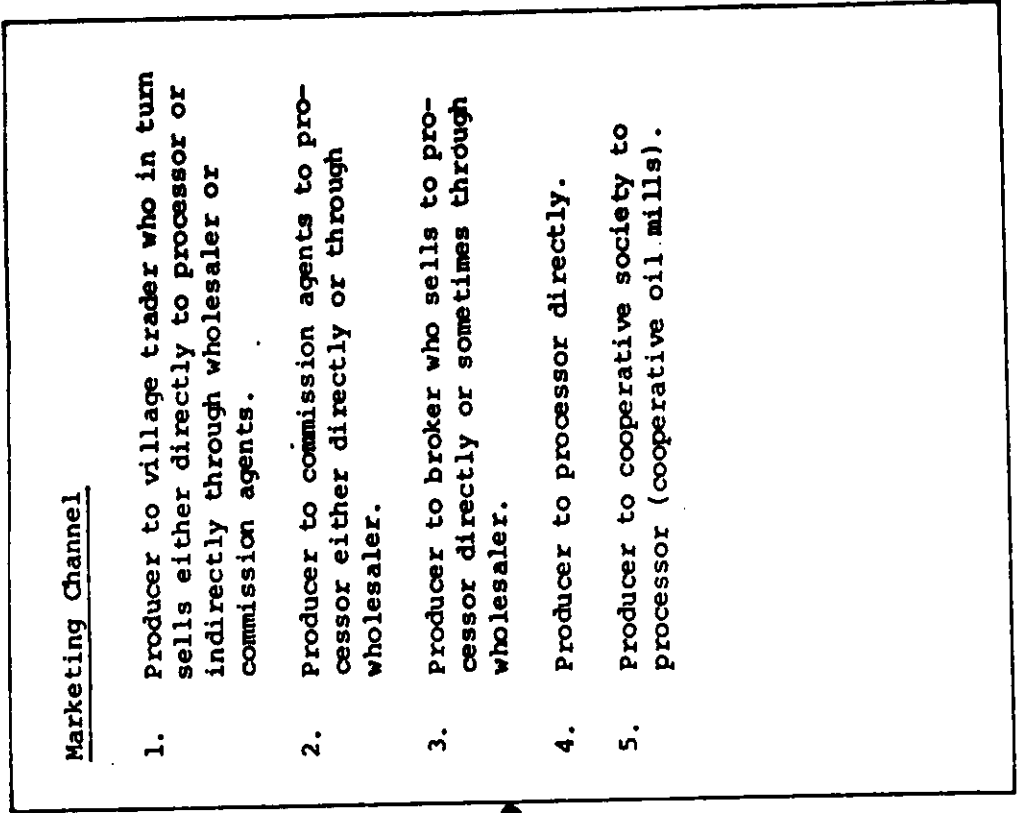 Marketing Channel
1. Producer to village trader who in turn
sells either directly to processor or
indirectly through wholesaler or
commission agents.
2. Producer to commission agents to pro-
cessor either directly or through
wholesaler.
3. Producer to broker who sells to pro-
cessor directly or sometimes through
wholesaler.
4. Producer to processor directly.
5. Producer to cooperative society to
processor (cooperative oil mills).